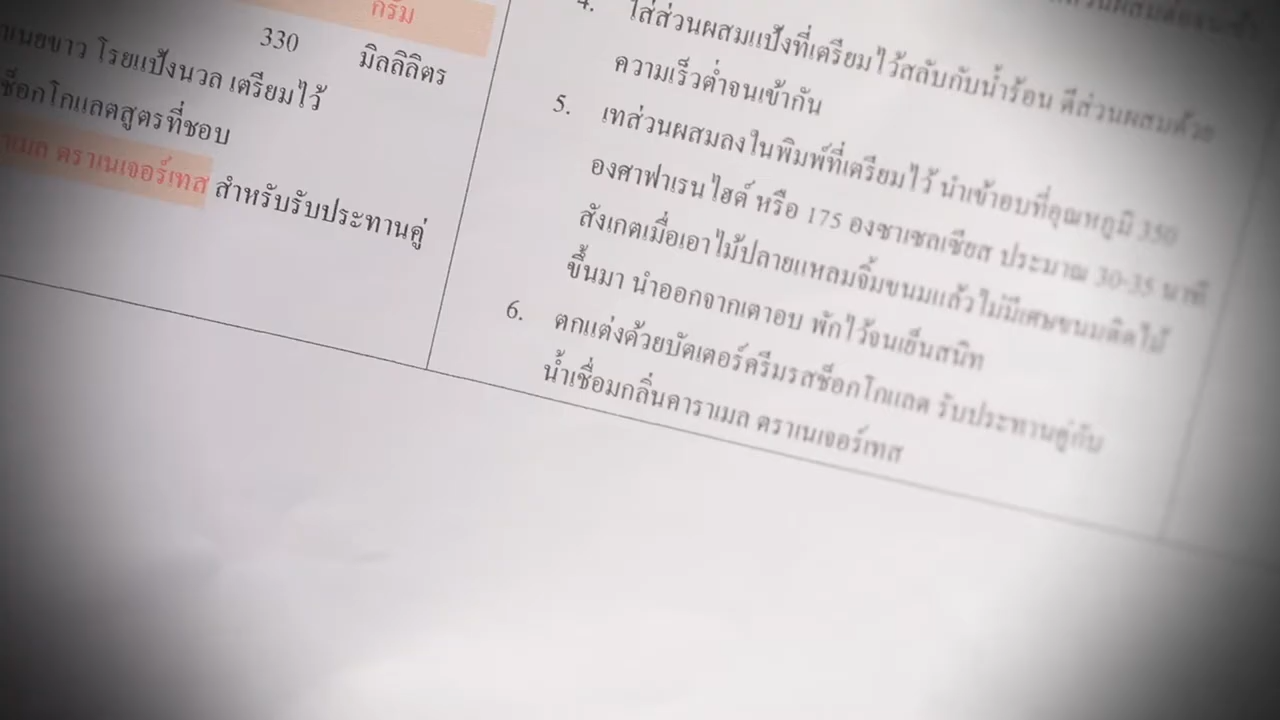 กรัม
330 มิลลิลิตร
เนยขาว โรยแป้งนวล เตรียมไว้
ช็อกโกแลตสูตรที่ชอบ
ตราเนเจอร์เทส สำหรับรับประทานคู่
4. ใส่ส่วนผสมแป้งที่เตรียมไว้สลับกับน้ำร้อน ตีส่วนผสมด้วย
ความเร็วต่ำจนเข้ากัน
5. เทส่วนผสมลงในพิมพ์ที่เตรียมไว้ นำเข้าอบที่อุณหภูมิ 350
องศาฟาเรนไฮต์ หรือ 175 องซาเซลเซียส ประมาณ 30-35 นาที
สังเกตเมื่อเอาไม้ปลายแหลมจิ้มขนมแล้วไม่มีเศษขนมติดไม้
ขึ้นมา นำออกจากเตาอบ พักไว้จนเย็นสนิท
6. ตกแต่งด้วยบัตเตอร์ครีมรสช็อกโกแลต รับประทานคู่กับ
น้ำเชื่อมกลิ่นคาราเมล ตราเนเจอร์เทส